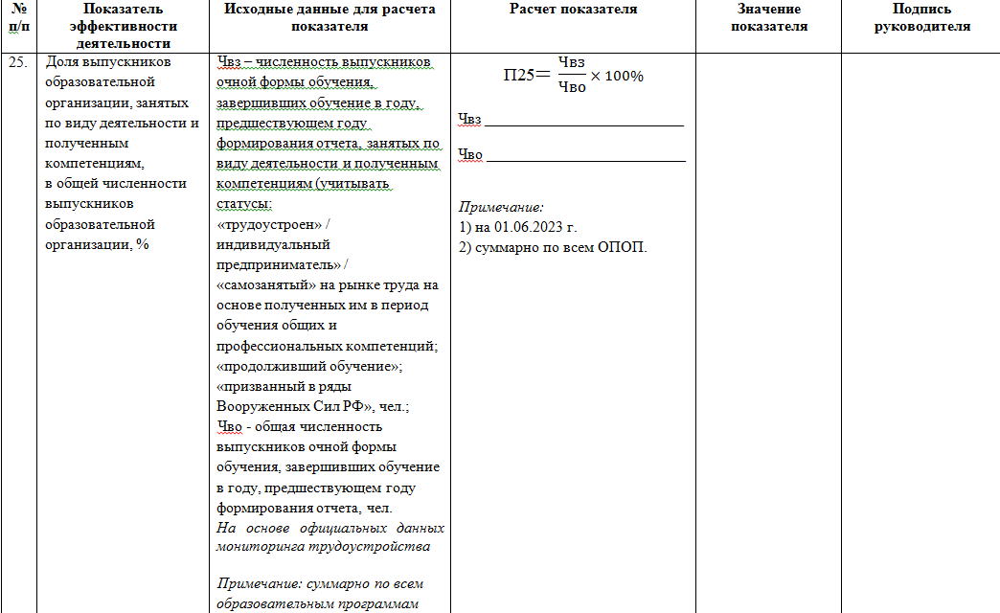 №
п/п
Показатель
эффективности
деятельности
Исходные данные для расчета
показателя
Расчет показателя
Значение
показателя
Подпись
руководителя
25.
Доля выпускников
образовательной
организации, занятых
по виду деятельности и
полученным
компетенциям,
в общей численности
выпускников
образовательной
организации, %
Чвз – численность выпускников
очной формы обучения,
завершивших обучение в году,
предшествующем году
формирования отчета, занятых по
виду деятельности и полученным
компетенциям (учитывать
статусы:
«трудоустроен» /
индивидуальный
предприниматель» /
«самозанятый» на рынке труда на
основе полученных им в период
обучения общих и
профессиональных компетенций;
«продолживший обучение»;
«призванный в ряды
Вооруженных Сил РФ», чел.;
Чво - общая численность
выпускников очной формы
обучения, завершивших обучение
в году, предшествующем году
формирования отчета, чел.
На основе официальных данных
мониторинга трудоустройства
Примечание: суммарно по всем
образовательным программам
Чвз
П25= × 100%
Чво
Чвз ___________________________
Чво ___________________________
Примечание:
1) на 01.06.2023 г.
2) суммарно по всем ОПОП.